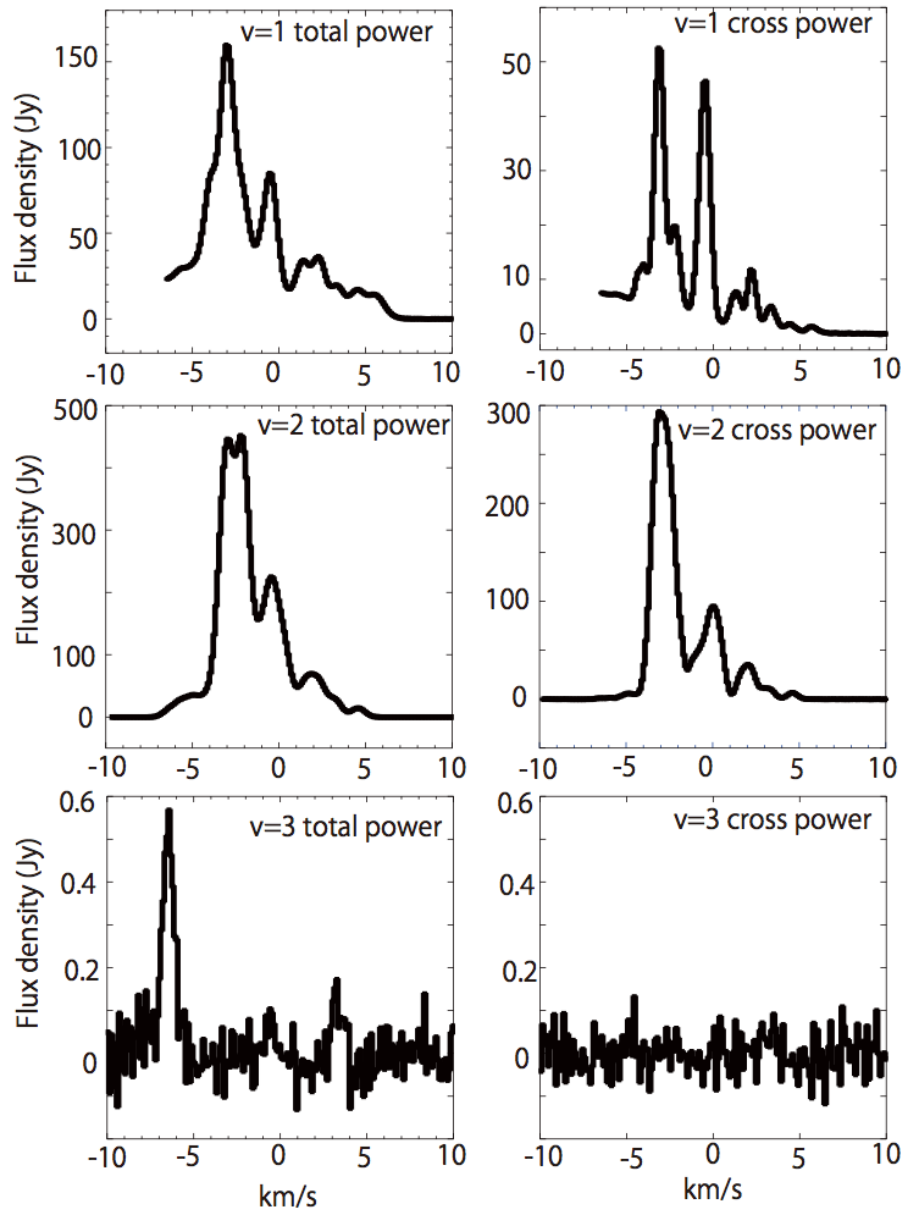 v=1 total power
Flux density (Jy)
150
100
50
0
-10 -5 0 5 10
v=1 cross power
50
30
10
0
-10 -5 0 5 10
v=2 total power
Flux density (Jy)
500
300
100
0
-10 -5 0 5 10
v=2 cross power
300
200
100
0
-10 -5 0 5 10
v=3 total power
Flux density (Jy)
0.6
0.4
0.2
0
-10 -5 0 5 10
km/s
v=3 cross power
0.6
0.4
0.2
0
-10 -5 0 5 10
km/s